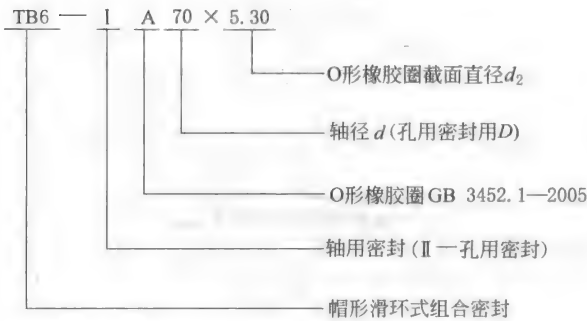 TB6 — I A 70 × 5.30
O形橡胶圈截面直径d₂
轴径d(孔用密封用D)
O形橡胶圈GB 3452.1—2005
轴用密封(Ⅱ—孔用密封)
帽形滑环式组合密封